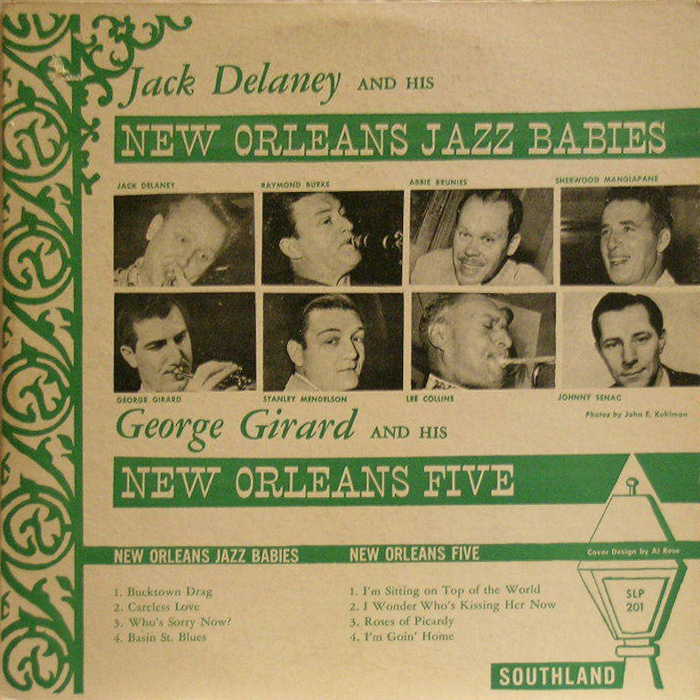 Jack Delaney AND HIS
NEW ORLEANS JAZZ BABIES
JACK DELANEY RAYMOND BURKE ABBIE BRUNIES SHERWOOD MANGIAPANE
GEORGE GIRARD STANLEY MENDELSON LEE COLLINS JOHNNY SENAC
Photos by John E. Kuhlman
George Girard AND HIS
NEW ORLEANS FIVE
Cover Design by Al Rose
NEW ORLEANS JAZZ BABIES
1. Bucktown Drag
2. Careless Love
3. Who's Sorry Now?
4. Basin St. Blues
NEW ORLEANS FIVE
1. I'm Sitting on Top of the World
2. I Wonder Who's Kissing Her Now
3. Roses of Picardy
4. I'm Goin' Home
SLP
201
SOUTHLAND